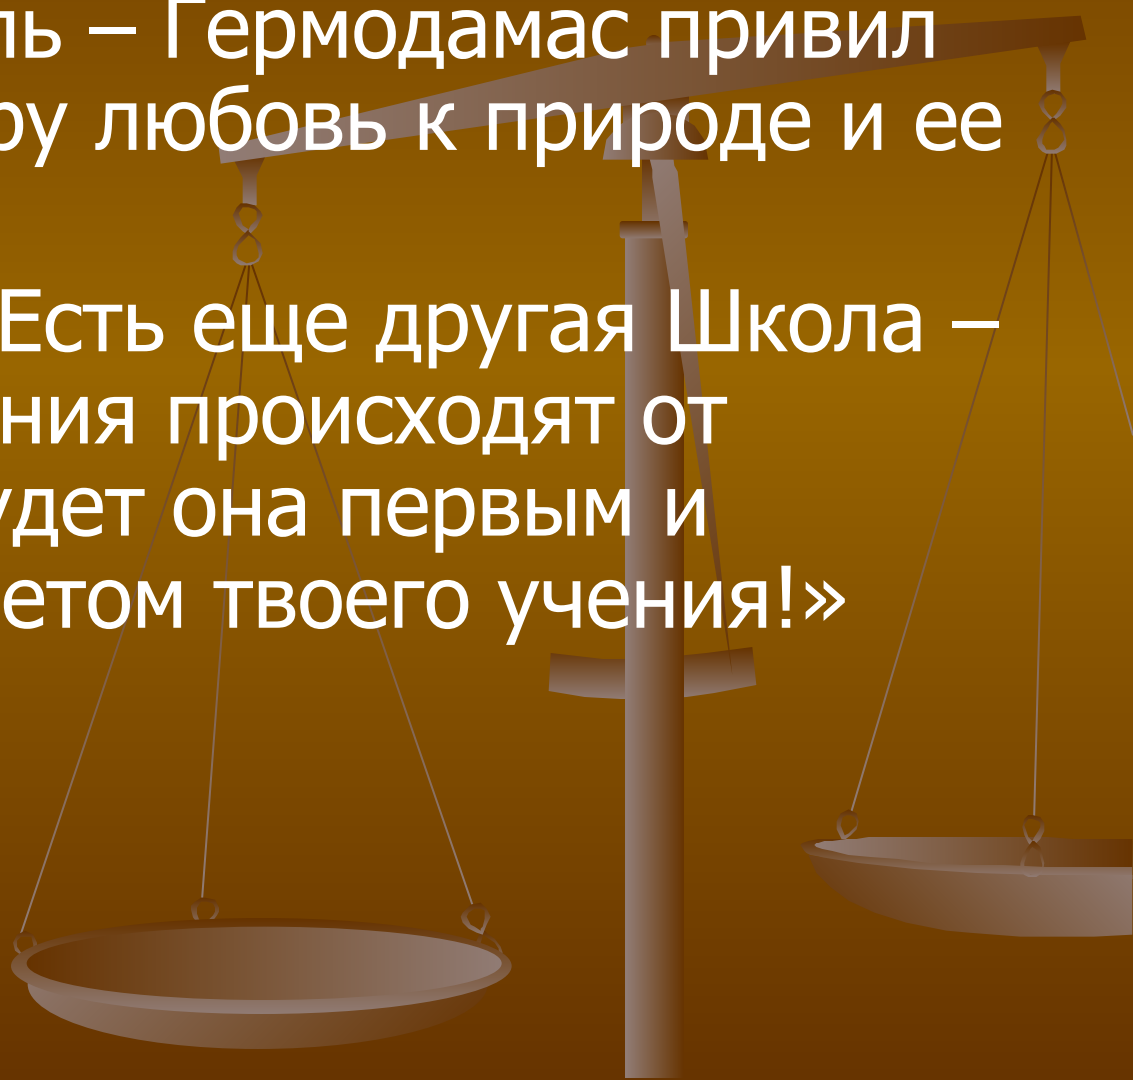 ль – Гермодамас привил
ру любовь к природе и ее
Есть еще другая Школа –
ния происходят от
удет она первым и
етом твоего учения!»